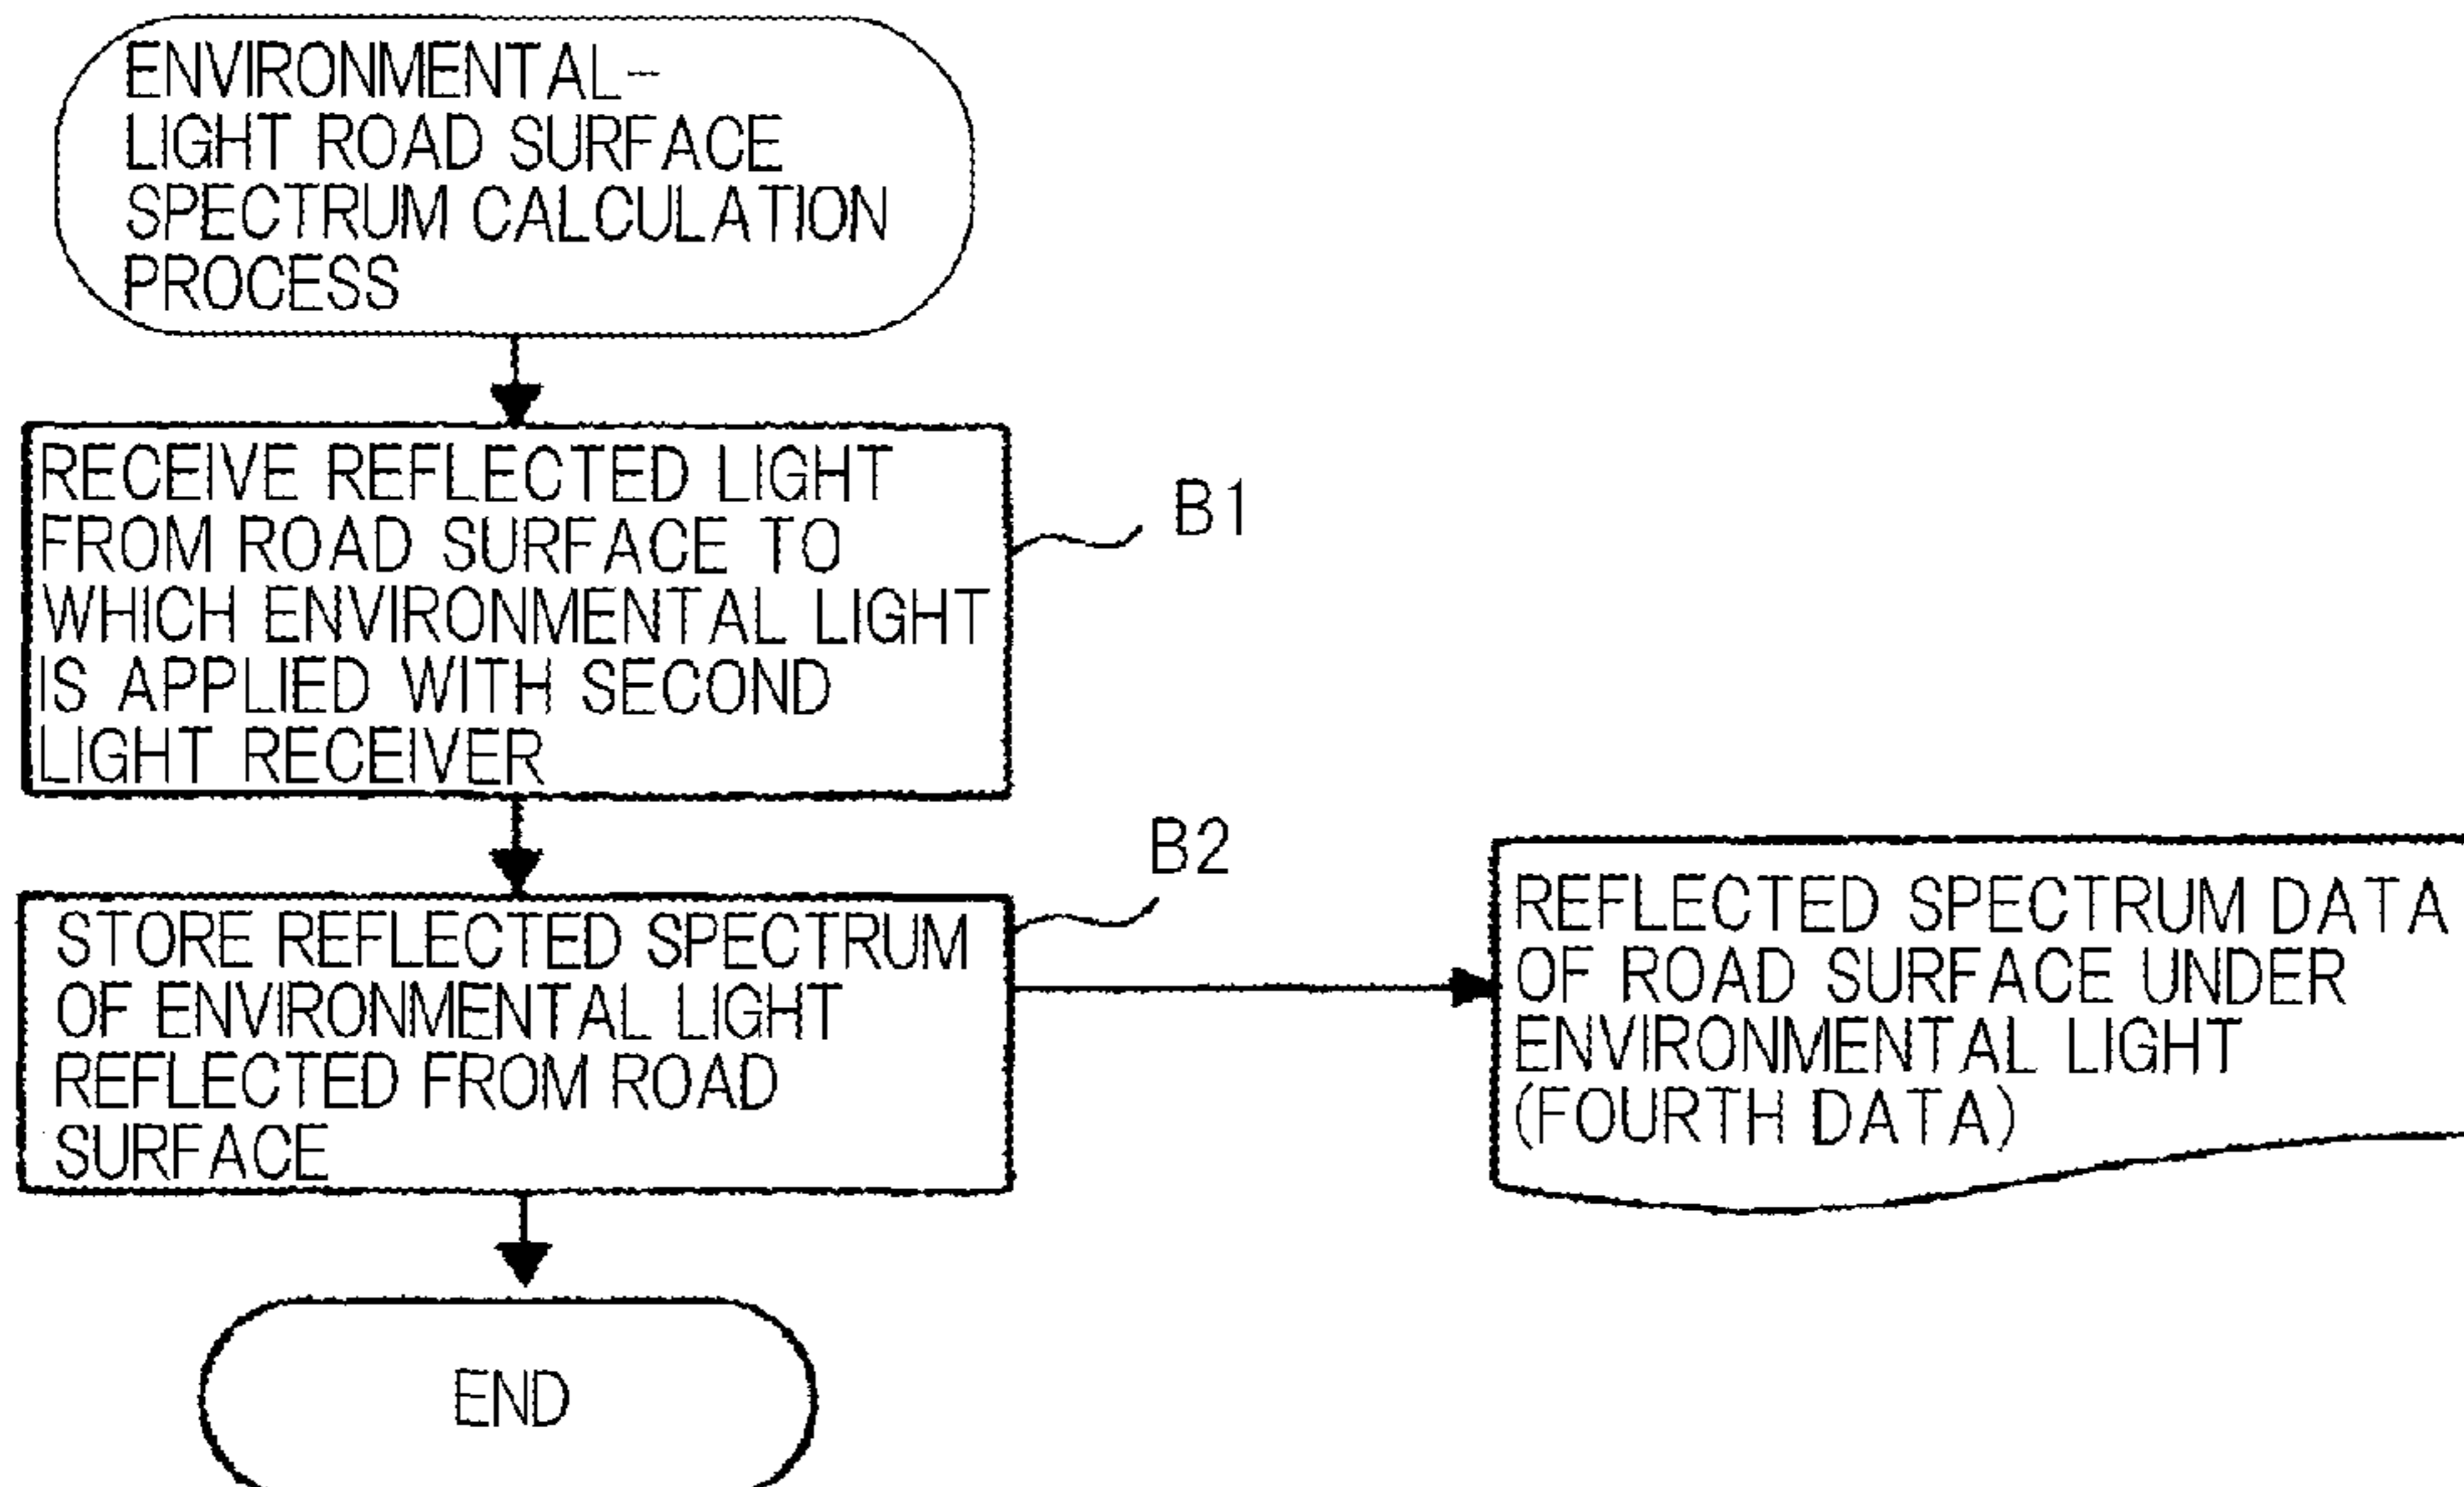 ENVIRONMENTAL-
LIGHT ROAD SURFACE
SPECTRUM CALCULATION
PROCESS
RECEIVE REFLECTED LIGHT
FROM ROAD SURFACE TO
WHICH ENVIRONMENTAL LIGHT
IS APPLIED WITH SECOND
LIGHT RECEIVER
B1
B2
STORE REFLECTED SPECTRUM
OF ENVIRONMENTAL LIGHT
REFLECTED FROM ROAD
SURFACE
REFLECTED SPECTRUM DATA
OF ROAD SURFACE UNDER
ENVIRONMENTAL LIGHT
(FOURTH DATA)
END